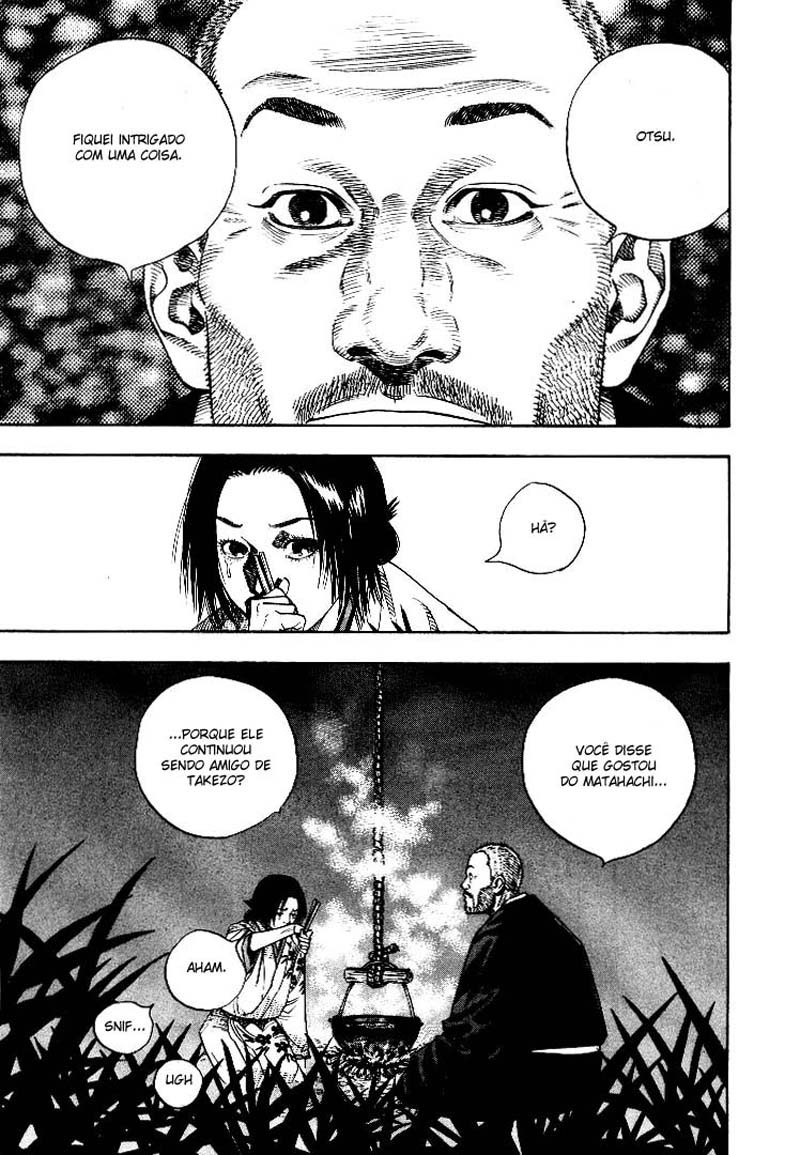 OTSU.
FIQUEI INTRIGADO
COM UMA COISA.
HÃ?
VOCÊ DISSE
QUE GOSTOU
DO MATAHACHI...
...PORQUE ELE
CONTINUOU
SENDO AMIGO DE
TAKEZO?
AHAM.
SNIF...
UGH